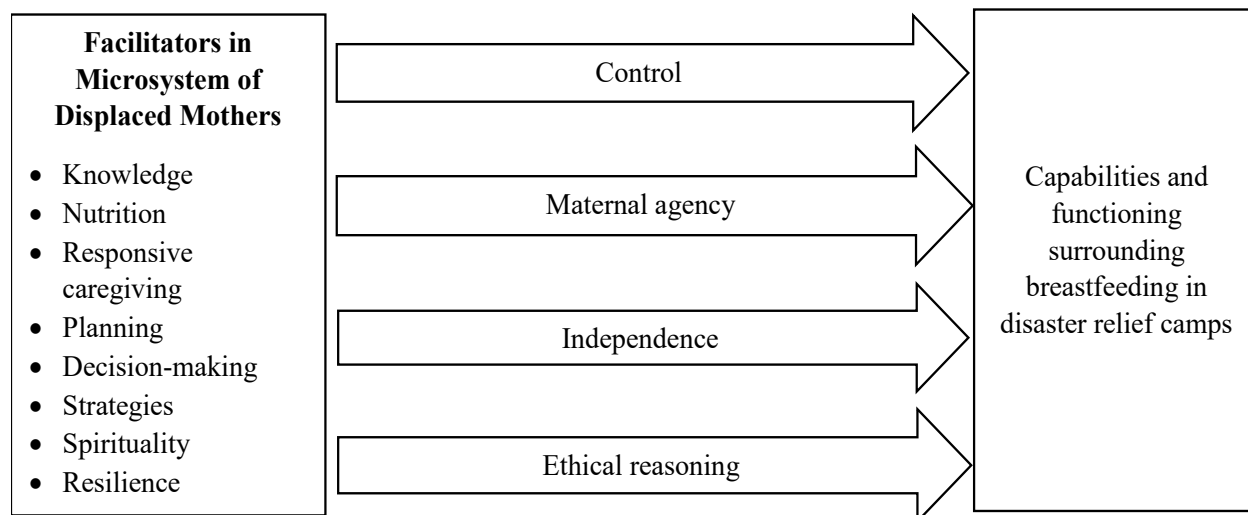 Facilitators in
Microsystem of
Displaced Mothers
• Knowledge
• Nutrition
• Responsive
caregiving
• Planning
• Decision-making
• Strategies
• Spirituality
• Resilience
Control
Maternal agency
Independence
Ethical reasoning
Capabilities and
functioning
surrounding
breastfeeding in
disaster relief camps